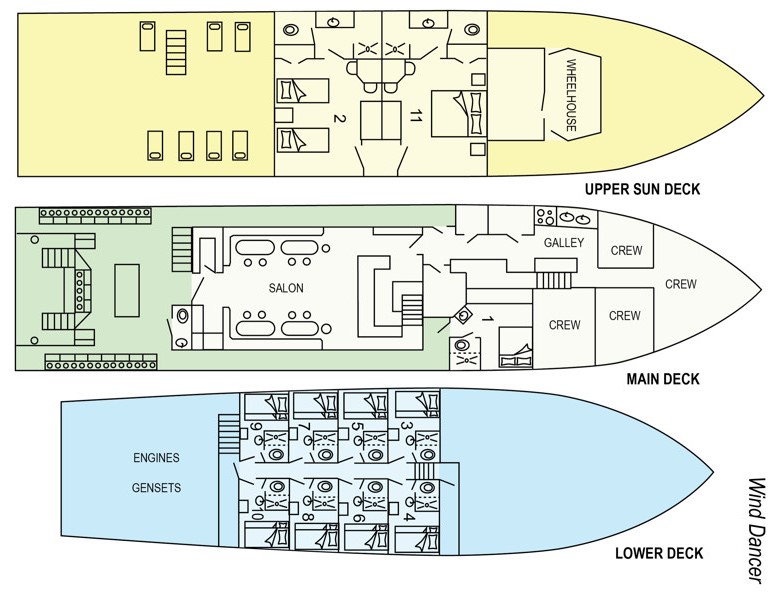 WHEELHOUSE
2
11
UPPER SUN DECK
GALLEY
CREW
CREW
SALON
1
CREW
CREW
MAIN DECK
9
7
5
3
ENGINES
GENSETS
10
8
6
4
LOWER DECK
Wind Dancer